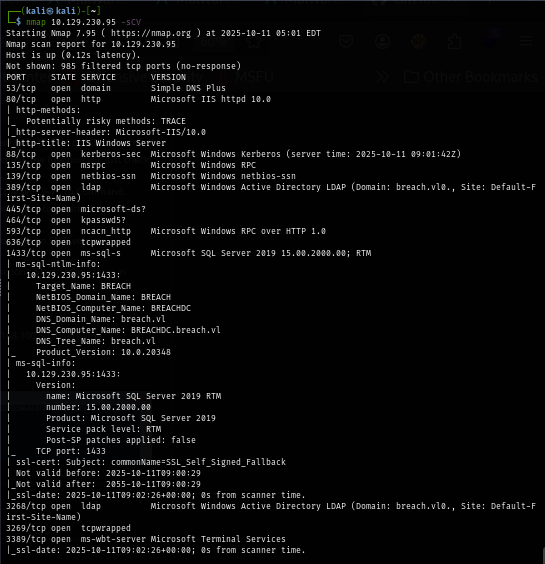 ┌──(kali㉿kali)-[~]
└─$ nmap 10.129.230.95 -sCV
Starting Nmap 7.95 ( https://nmap.org ) at 2025-10-11 05:01 EDT
Nmap scan report for 10.129.230.95
Host is up (0.12s latency).
Not shown: 985 filtered tcp ports (no-response)
PORT     STATE SERVICE       VERSION
53/tcp   open  domain        Simple DNS Plus
80/tcp   open  http          Microsoft IIS httpd 10.0
| http-methods:
|_  Potentially risky methods: TRACE
|_http-server-header: Microsoft-IIS/10.0
|_http-title: IIS Windows Server
88/tcp   open  kerberos-sec  Microsoft Windows Kerberos (server time: 2025-10-11 09:01:42Z)
135/tcp  open  msrpc         Microsoft Windows RPC
139/tcp  open  netbios-ssn   Microsoft Windows netbios-ssn
389/tcp  open  ldap          Microsoft Windows Active Directory LDAP (Domain: breach.vl0., Site: Default-F
irst-Site-Name)
445/tcp  open  microsoft-ds?
464/tcp  open  kpasswd5?
593/tcp  open  ncacn_http    Microsoft Windows RPC over HTTP 1.0
636/tcp  open  tcpwrapped
1433/tcp open  ms-sql-s      Microsoft SQL Server 2019 15.00.2000.00; RTM
| ms-sql-ntlm-info:
|   10.129.230.95:1433:
|     Target_Name: BREACH
|     NetBIOS_Domain_Name: BREACH
|     NetBIOS_Computer_Name: BREACHDC
|     DNS_Domain_Name: breach.vl
|     DNS_Computer_Name: BREACHDC.breach.vl
|     DNS_Tree_Name: breach.vl
|_    Product_Version: 10.0.20348
| ms-sql-info:
|   10.129.230.95:1433:
|     Version:
|       name: Microsoft SQL Server 2019 RTM
|       number: 15.00.2000.00
|       Product: Microsoft SQL Server 2019
|       Service pack level: RTM
|       Post-SP patches applied: false
|_    TCP port: 1433
| ssl-cert: Subject: commonName=SSL_Self_Signed_Fallback
| Not valid before: 2025-10-11T09:00:29
|_Not valid after:  2055-10-11T09:00:29
|_ssl-date: 2025-10-11T09:02:26+00:00; 0s from scanner time.
3268/tcp open  ldap          Microsoft Windows Active Directory LDAP (Domain: breach.vl0., Site: Default-F
irst-Site-Name)
3269/tcp open  tcpwrapped
3389/tcp open  ms-wbt-server Microsoft Terminal Services
|_ssl-date: 2025-10-11T09:02:26+00:00; 0s from scanner time.
MSFU
Other Bookmarks